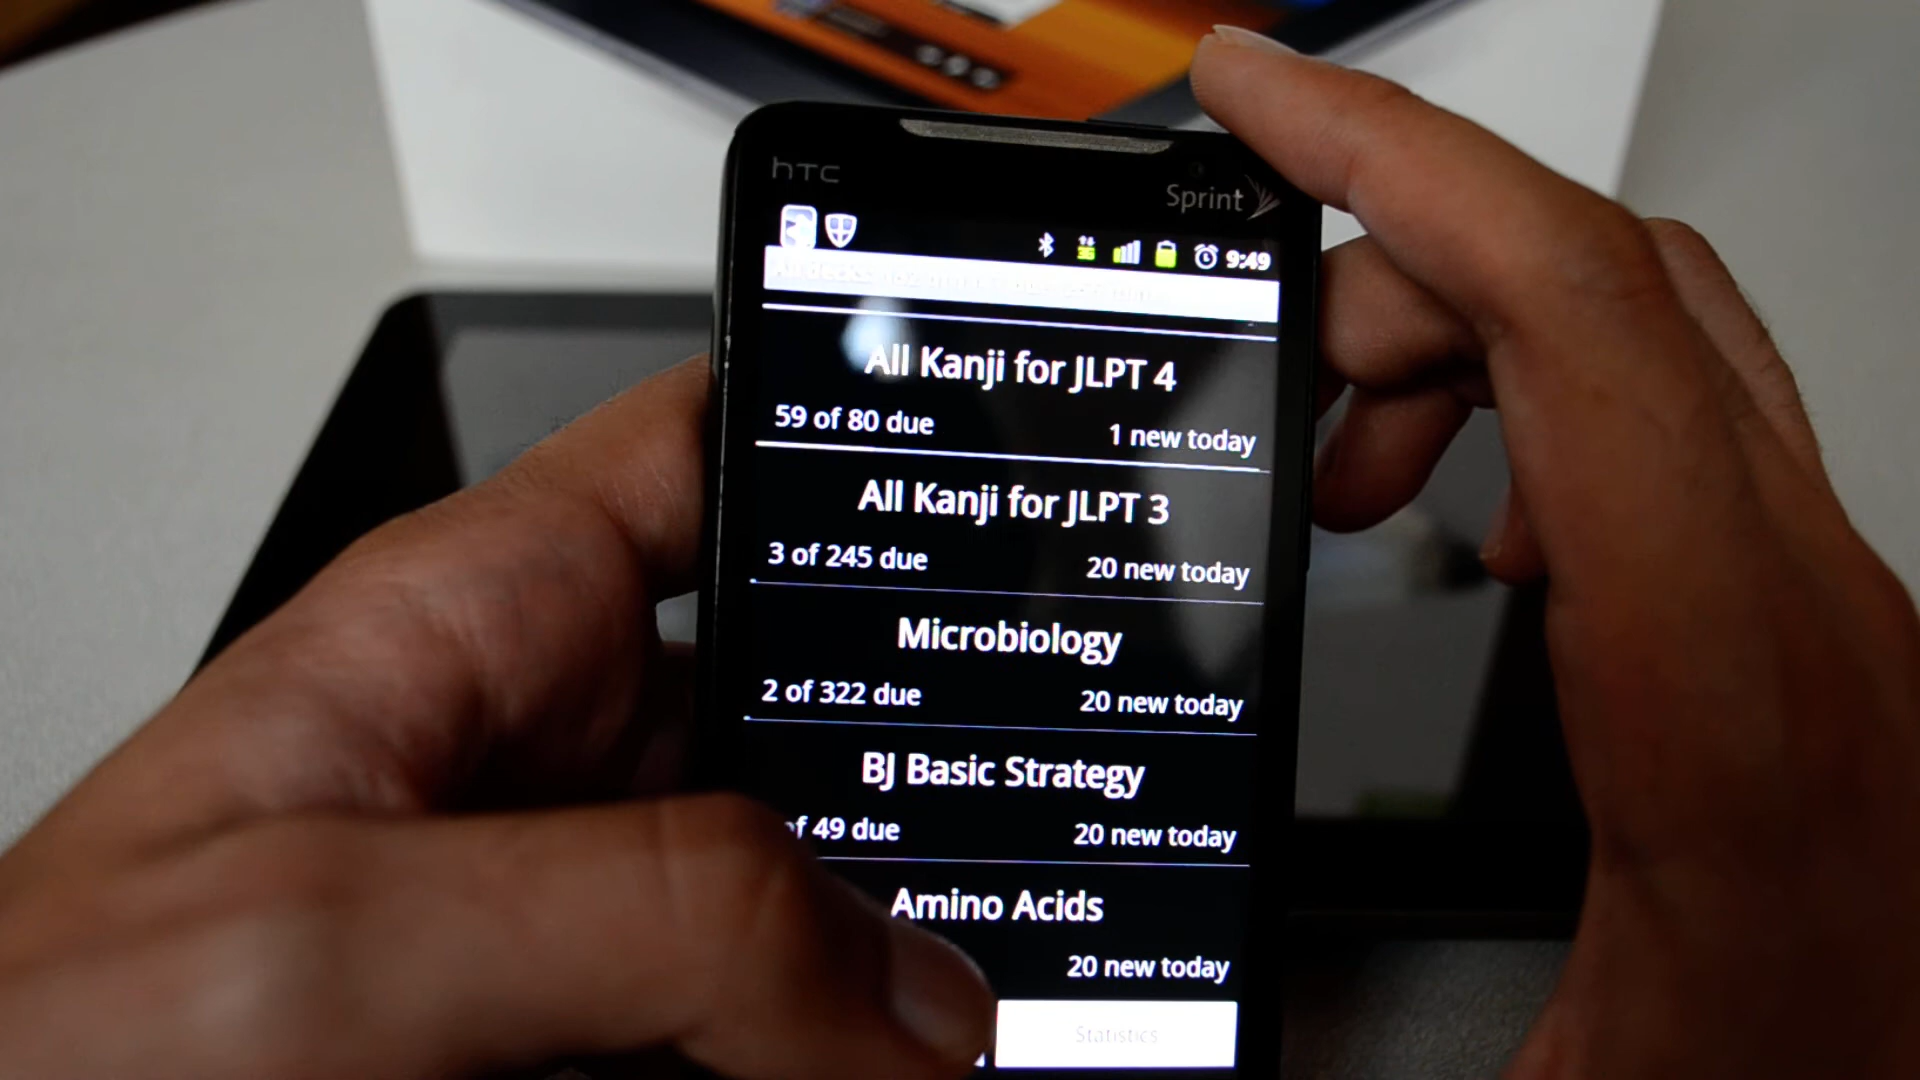 hTC
Sprint
3G
9:49
All Kanji for JLPT 4
59 of 80 due
1 new today
All Kanji for JLPT 3
3 of 245 due
20 new today
Microbiology
2 of 322 due
20 new today
BJ Basic Strategy
of 49 due
20 new today
Amino Acids
20 new today
Statistics